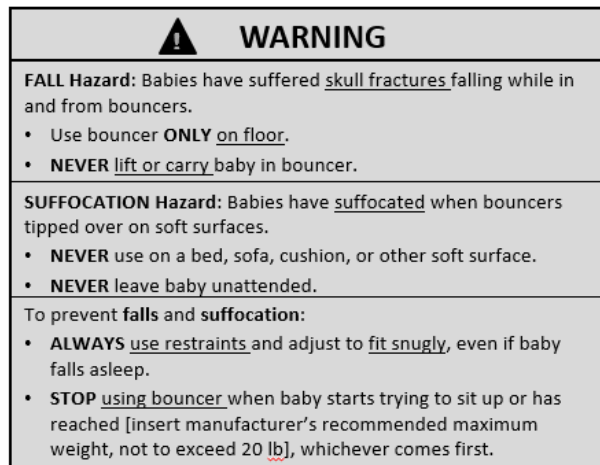 WARNING
FALL Hazard: Babies have suffered skull fractures falling while in
and from bouncers.
• Use bouncer ONLY on floor.
• NEVER lift or carry baby in bouncer.
SUFFOCATION Hazard: Babies have suffocated when bouncers
tipped over on soft surfaces.
• NEVER use on a bed, sofa, cushion, or other soft surface.
• NEVER leave baby unattended.
To prevent falls and suffocation:
• ALWAYS use restraints and adjust to fit snugly, even if baby
falls asleep.
• STOP using bouncer when baby starts trying to sit up or has
reached [insert manufacturer's recommended maximum
weight, not to exceed 20 lb], whichever comes first.